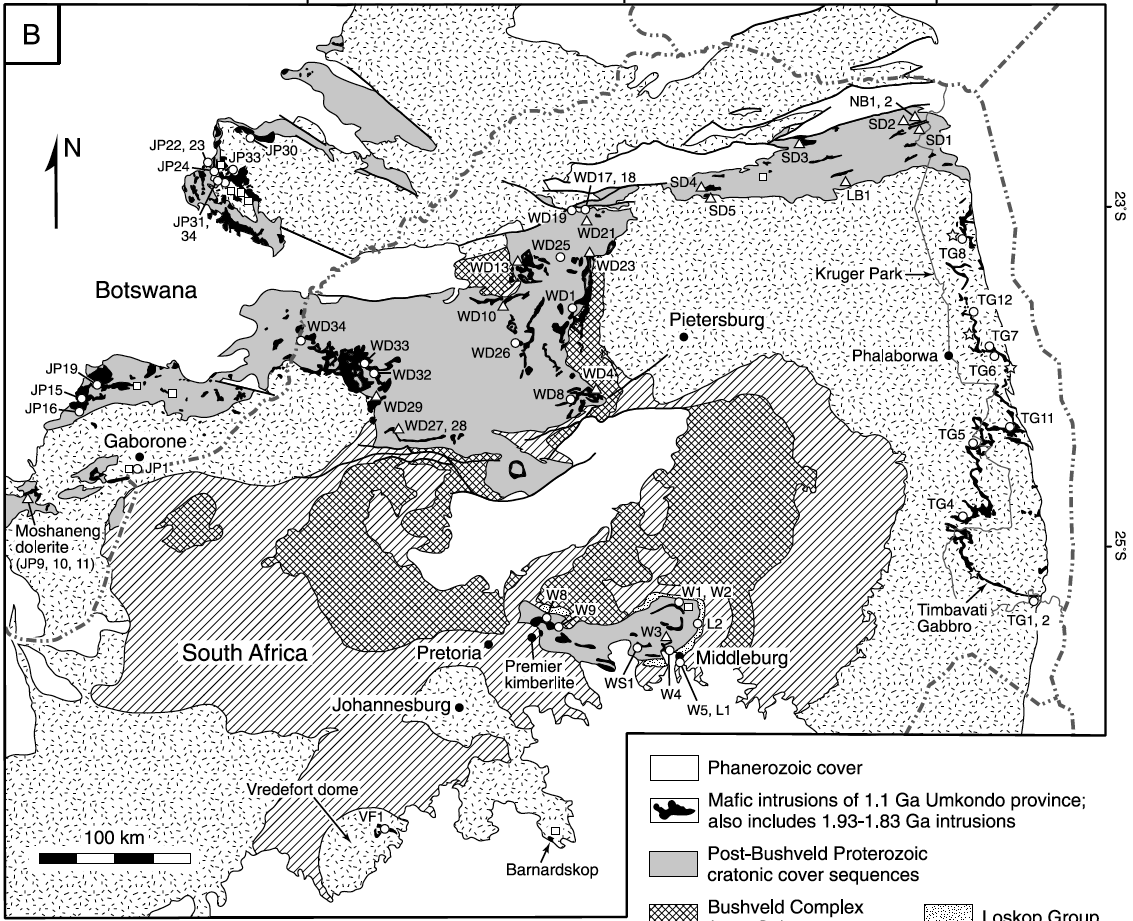 B
N
NB1, 2
SD2
SD1
SD3
JP22, 23
JP30
JP33
JP24
WD17, 18
SD4
LB1
SD5
WD19
JP31,
34
WD21
23°S
WD25
TG8
WD13
WD23
Kruger Park
Botswana
WD1
TG12
WD10
Pietersburg
WD34
TG7
WD26
WD33
Phalaborwa
JP19
WD32
WD4
TG6
JP15
WD8
JP16
WD29
TG11
WD27, 28
Gaborone
TG5
JP1
TG4
Moshaneng
dolerite
(JP9, 10, 11)
25°S
W8
W1, W2
Timbavati
Gabbro
TG1, 2
W9
L2
South Africa
W3
Pretoria
Middleburg
Premier
kimberlite
WS1
W4
Johannesburg
W5, L1
Vredefort dome
VF1
100 km
Barnardskop
Phanerozoic cover
Mafic intrusions of 1.1 Ga Umkondo province;
also includes 1.93-1.83 Ga intrusions
Post-Bushveld Proterozoic
cratonic cover sequences
Bushveld Complex
Loskop Group